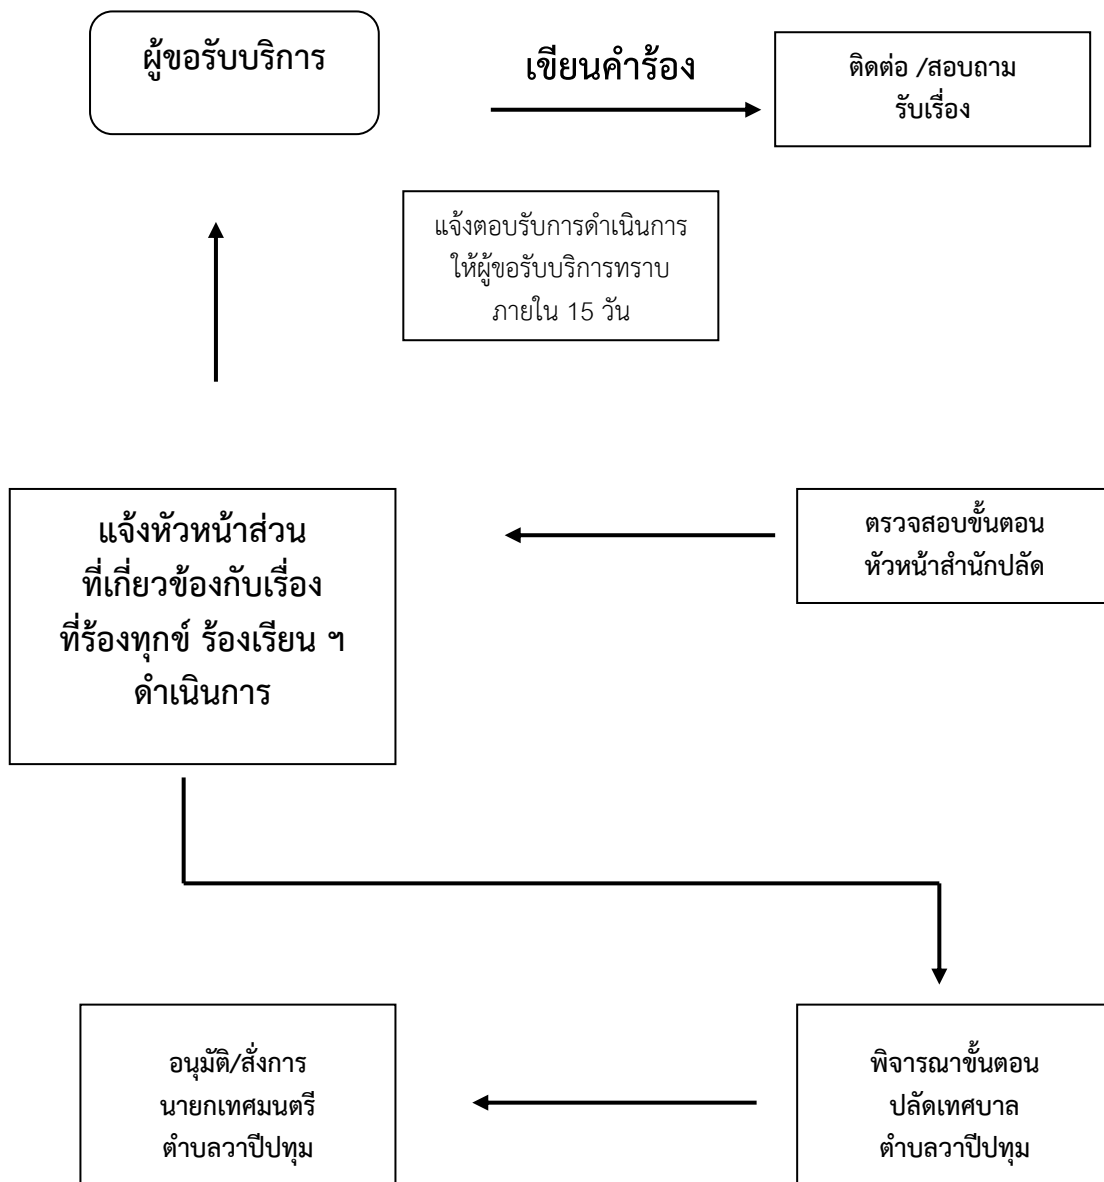 ผู้ขอรับบริการ
เขียนคำร้อง
ติดต่อ /สอบถาม
รับเรื่อง
แจ้งตอบรับการดำเนินการ
ให้ผู้ขอรับบริการทราบ
ภายใน 15 วัน
แจ้งหัวหน้าส่วน
ที่เกี่ยวข้องกับเรื่อง
ที่ร้องทุกข์ ร้องเรียน ฯ
ดำเนินการ
ตรวจสอบขั้นตอน
หัวหน้าสำนักปลัด
อนุมัติ/สั่งการ
นายกเทศมนตรี
ตำบลวาปีปทุม
พิจารณาขั้นตอน
ปลัดเทศบาล
ตำบลวาปีปทุม